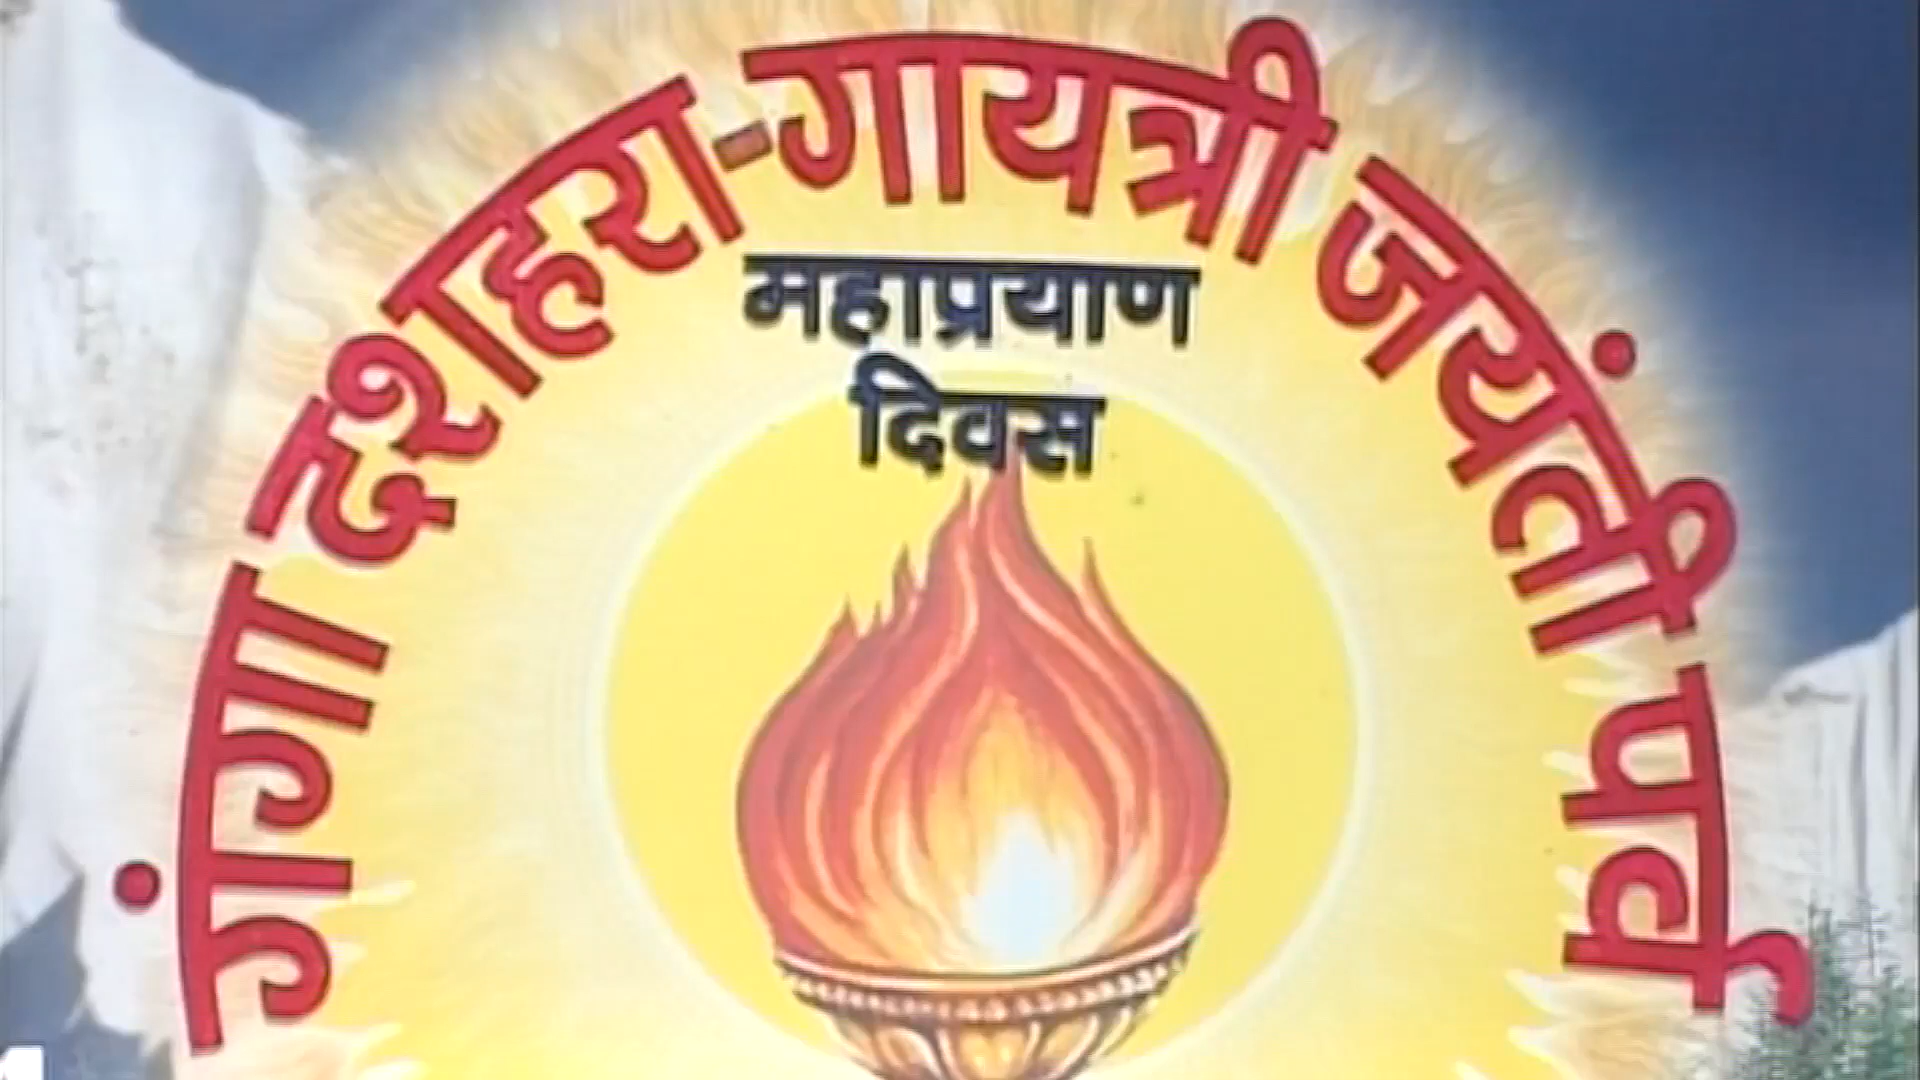 गंगा दशहरा-गायत्री जयंती पर्व
महाप्रयाण
दिवस